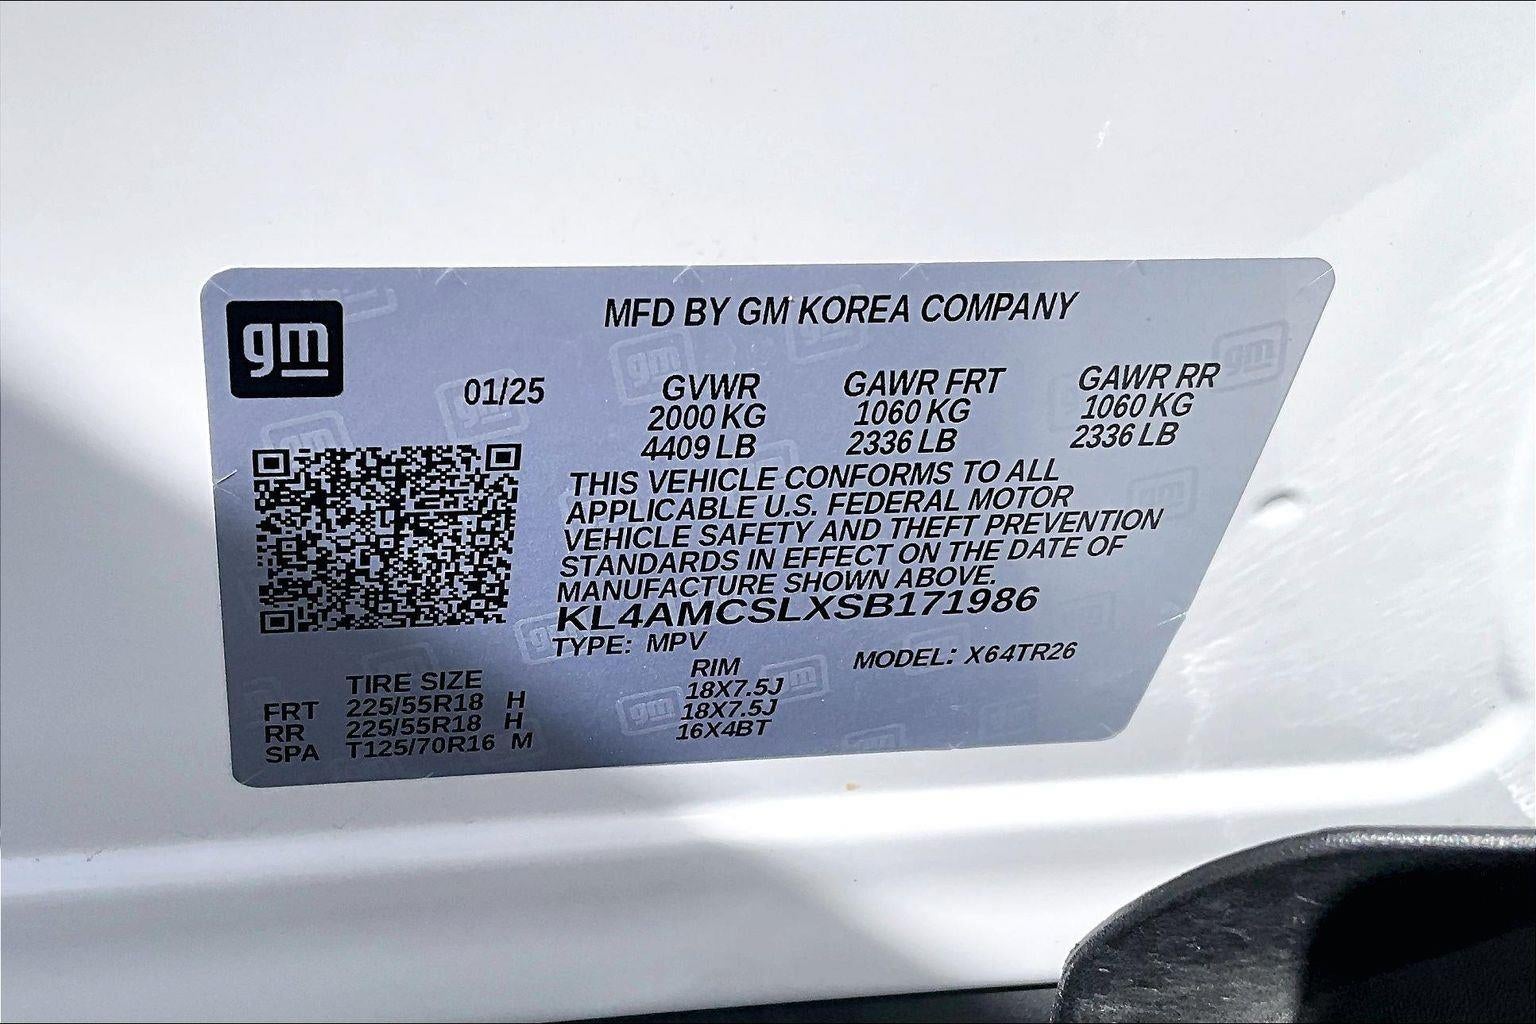 gm
MFD BY GM KOREA COMPANY
01/25 GVWR GAWR FRT GAWR RR
2000 KG 1060 KG 1060 KG
4409 LB 2336 LB 2336 LB
THIS VEHICLE CONFORMS TO ALL
APPLICABLE U.S. FEDERAL MOTOR
VEHICLE SAFETY AND THEFT PREVENTION
STANDARDS IN EFFECT ON THE DATE OF
MANUFACTURE SHOWN ABOVE.
KL4AMCSLXSB171986
TYPE: MPV MODEL: X64TR26
TIRE SIZE RIM
FRT 225/55R18 H 18X7.5J
RR 225/55R18 H 18X7.5J
SPA T125/70R16 M 16X4BT